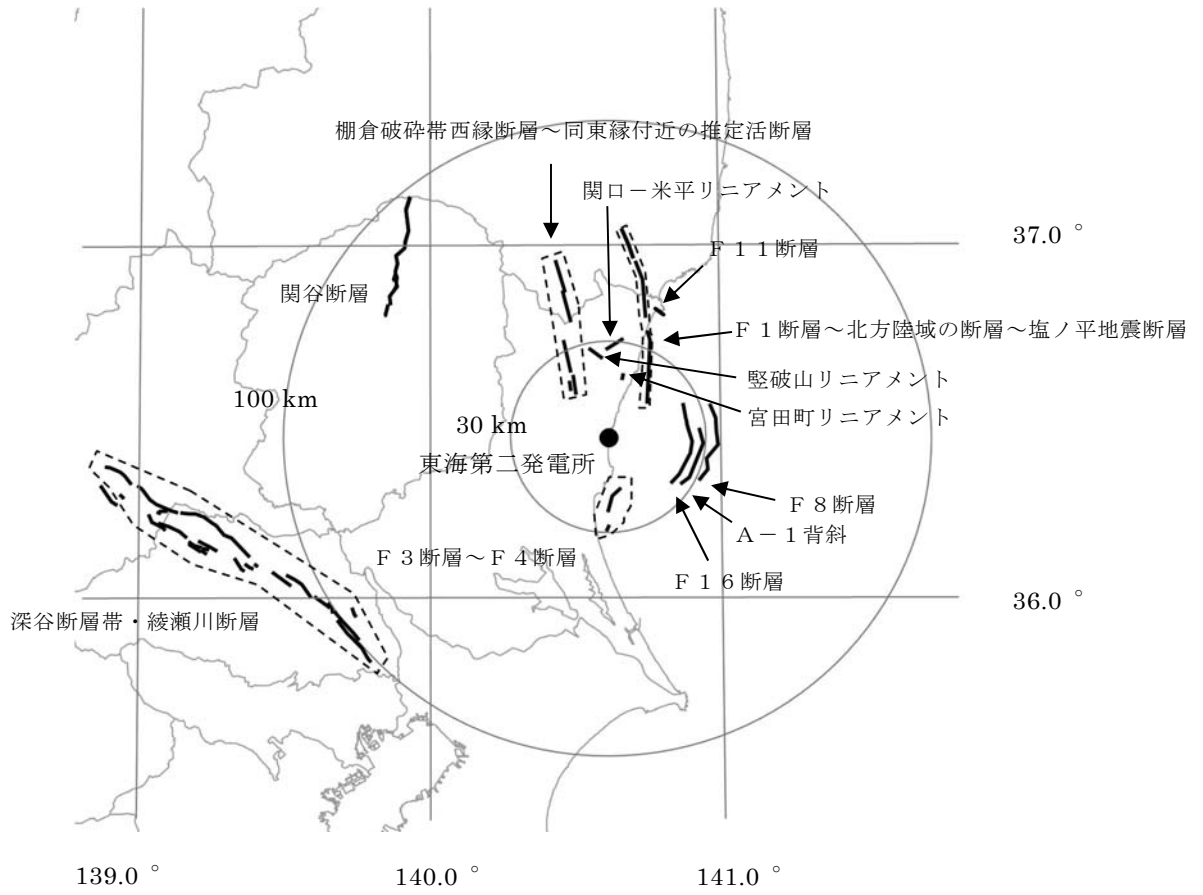 棚倉破砕帯西縁断層~同東縁付近の推定活断層
関口-米平リニアメント
37.0 °
F11断層
関谷断層
F1断層~北方陸域の断層~塩ノ平地震断層
竪破山リニアメント
100 km
30 km
宮田町リニアメント
東海第二発電所
F8断層
A-1背斜
F3断層~F4断層
F16断層
36.0 °
深谷断層帯・綾瀬川断層
139.0 °
140.0 °
141.0 °